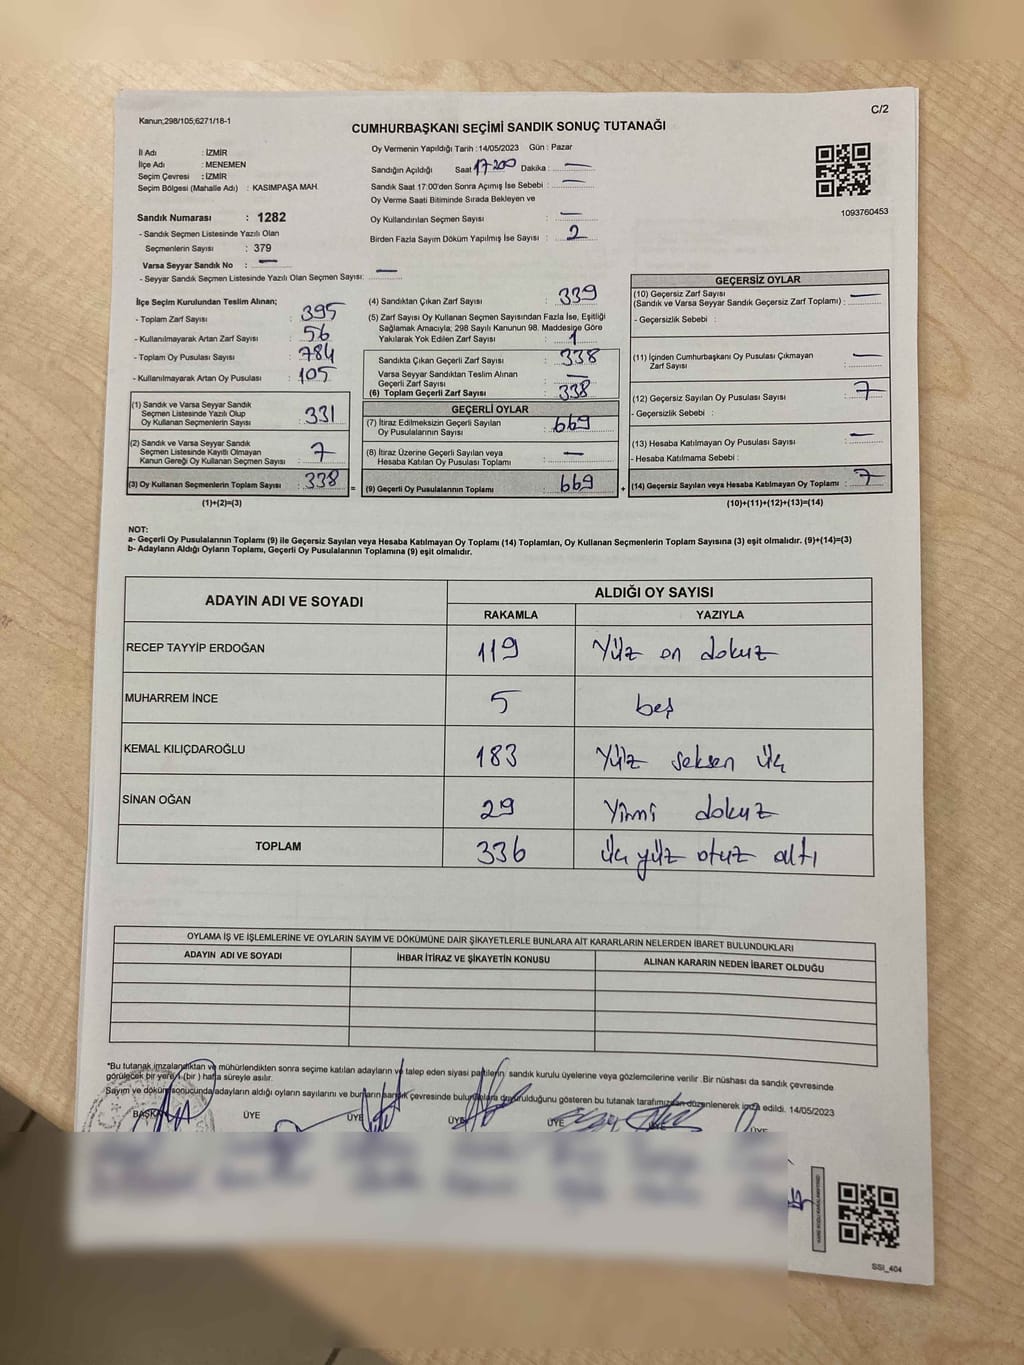 C/2
Kanun;298/105;6271/18-1
CUMHURBAŞKANI SEÇİMİ SANDIK SONUÇ TUTANAĞI
İl Adı : İZMİR
İlçe Adı : MENEMEN
Seçim Çevresi : İZMİR
Seçim Bölgesi (Mahalle Adı) : KASIMPAŞA MAH.
Sandık Numarası : 1282
- Sandık Seçmen Listesinde Yazılı Olan
Seçmenlerin Sayısı : 379
Varsa Seyyar Sandık No : —
- Seyyar Sandık Seçmen Listesinde Yazılı Olan Seçmen Sayısı: —
Oy Vermenin Yapıldığı Tarih :14/05/2023 Gün : Pazar
Sandığın Açıldığı Saat Dakika : —
Sandık Saat 17:00'den Sonra Açımış İse Sebebi : —
Oy Verme Saati Bitiminde Sırada Bekleyen ve
Oy Kullandırılan Seçmen Sayısı : —
Birden Fazla Sayım Döküm Yapılmış İse Sayısı : 2
1093760453
İlçe Seçim Kurulundan Teslim Alınan;
- Toplam Zarf Sayısı : 395
- Kullanılmayarak Artan Zarf Sayısı : 56
- Toplam Oy Pusulası Sayısı : 784
- Kullanılmayarak Artan Oy Pusulası : 105
(1) Sandık ve Varsa Seyyar Sandık
Seçmen Listesinde Yazılı Olup
Oy Kullanan Seçmenlerin Sayısı : 331
(2) Sandık ve Varsa Seyyar Sandık
Seçmen Listesinde Kayıtlı Olmayan
Kanun Gereği Oy Kullanan Seçmen Sayısı : 7
(3) Oy Kullanan Seçmenlerin Toplam Sayısı : 338
(1)+(2)=(3)
(4) Sandıktan Çıkan Zarf Sayısı : 339
(5) Zarf Sayısı Oy Kullanan Seçmen Sayısından Fazla İse, Eşitliği
Sağlamak Amacıyla; 298 Sayılı Kanunun 98. Maddesine Göre
Yakılarak Yok Edilen Zarf Sayısı : 1
Sandıkta Çıkan Geçerli Zarf Sayısı : 338
Varsa Seyyar Sandıktan Teslim Alınan
Geçerli Zarf Sayısı : —
(6) Toplam Geçerli Zarf Sayısı : 338
GEÇERLİ OYLAR
(7) İtiraz Edilmeksizin Geçerli Sayılan
Oy Pusulalarının Sayısı : 669
(8) İtiraz Üzerine Geçerli Sayılan veya
Hesaba Katılan Oy Pusulası Toplamı : —
= (9) Geçerli Oy Pusulalarının Toplamı : 669
GEÇERSİZ OYLAR
(10) Geçersiz Zarf Sayısı
(Sandık ve Varsa Seyyar Sandık Geçersiz Zarf Toplamı) : —
- Geçersizlik Sebebi :
(11) İçinden Cumhurbaşkanı Oy Pusulası Çıkmayan
Zarf Sayısı : —
(12) Geçersiz Sayılan Oy Pusulası Sayısı : 7
- Geçersizlik Sebebi :
(13) Hesaba Katılmayan Oy Pusulası Sayısı : —
- Hesaba Katılmama Sebebi :
+ (14) Geçersiz Sayılan veya Hesaba Katılmayan Oy Toplamı : 7
(10)+(11)+(12)+(13)=(14)
NOT:
a- Geçerli Oy Pusulalarının Toplamı (9) ile Geçersiz Sayılan veya Hesaba Katılmayan Oy Toplamı (14) Toplamları, Oy Kullanan Seçmenlerin Toplam Sayısına (3) eşit olmalıdır. (9)+(14)=(3)
b- Adayların Aldığı Oyların Toplamı, Geçerli Oy Pusulalarının Toplamına (9) eşit olmalıdır.
ADAYIN ADI VE SOYADI ALDIĞI OY SAYISI
RAKAMLA YAZIYLA
RECEP TAYYİP ERDOĞAN 119 Yüz on dokuz
MUHARREM İNCE 5 beş
KEMAL KILIÇDAROĞLU 183 Yüz seksen üç
SİNAN OĞAN 29 Yirmi dokuz
TOPLAM 336 üç yüz otuz altı
OYLAMA İŞ VE İŞLEMLERİNE VE OYLARIN SAYIM VE DÖKÜMÜNE DAİR ŞİKAYETLERLE BUNLARA AİT KARARLARIN NELERDEN İBARET BULUNDUKLARI
ADAYIN ADI VE SOYADI İHBAR İTİRAZ VE ŞİKAYETİN KONUSU ALINAN KARARIN NEDEN İBARET OLDUĞU
*Bu tutanak imzalandıktan ve mühürlendikten sonra seçime katılan adayların ve talep eden siyasi partilerin sandık kurulu üyelerine veya gözlemcilerine verilir .Bir nüshası da sandık çevresinde
görülecek bir yere 1 (bir ) hafta süreyle asılır.
Sayım ve döküm sonucunda adayların aldığı oyların sayılarını ve bunların sandık çevresinde bulunduğunu gösteren bu tutanak tarafımızdan düzenlenerek imza edildi. 14/05/2023
BAŞKAN ÜYE ÜYE ÜYE ÜYE ÜYE
SSI_404